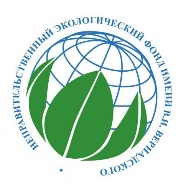 НЕПРАВИТЕЛЬСТВЕННЫЙ ЭКОЛОГИЧЕСКИЙ ФОНД ИМЕНИ В.И. ВЕРНАДСКОГО